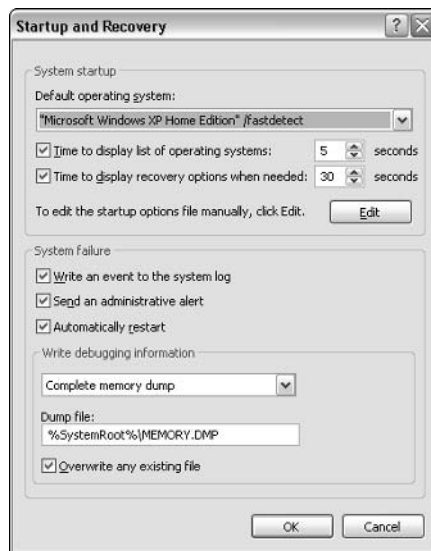 Startup and Recovery
System startup
Default operating system:
"Microsoft Windows XP Home Edition" /fastdetect
Time to display list of operating systems: 5 seconds
Time to display recovery options when needed: 30 seconds
To edit the startup options file manually, click Edit. Edit
System failure
Write an event to the system log
Send an administrative alert
Automatically restart
Write debugging information
Complete memory dump
Dump file:
%SystemRoot%\MEMORY.DMP
Overwrite any existing file
OK Cancel